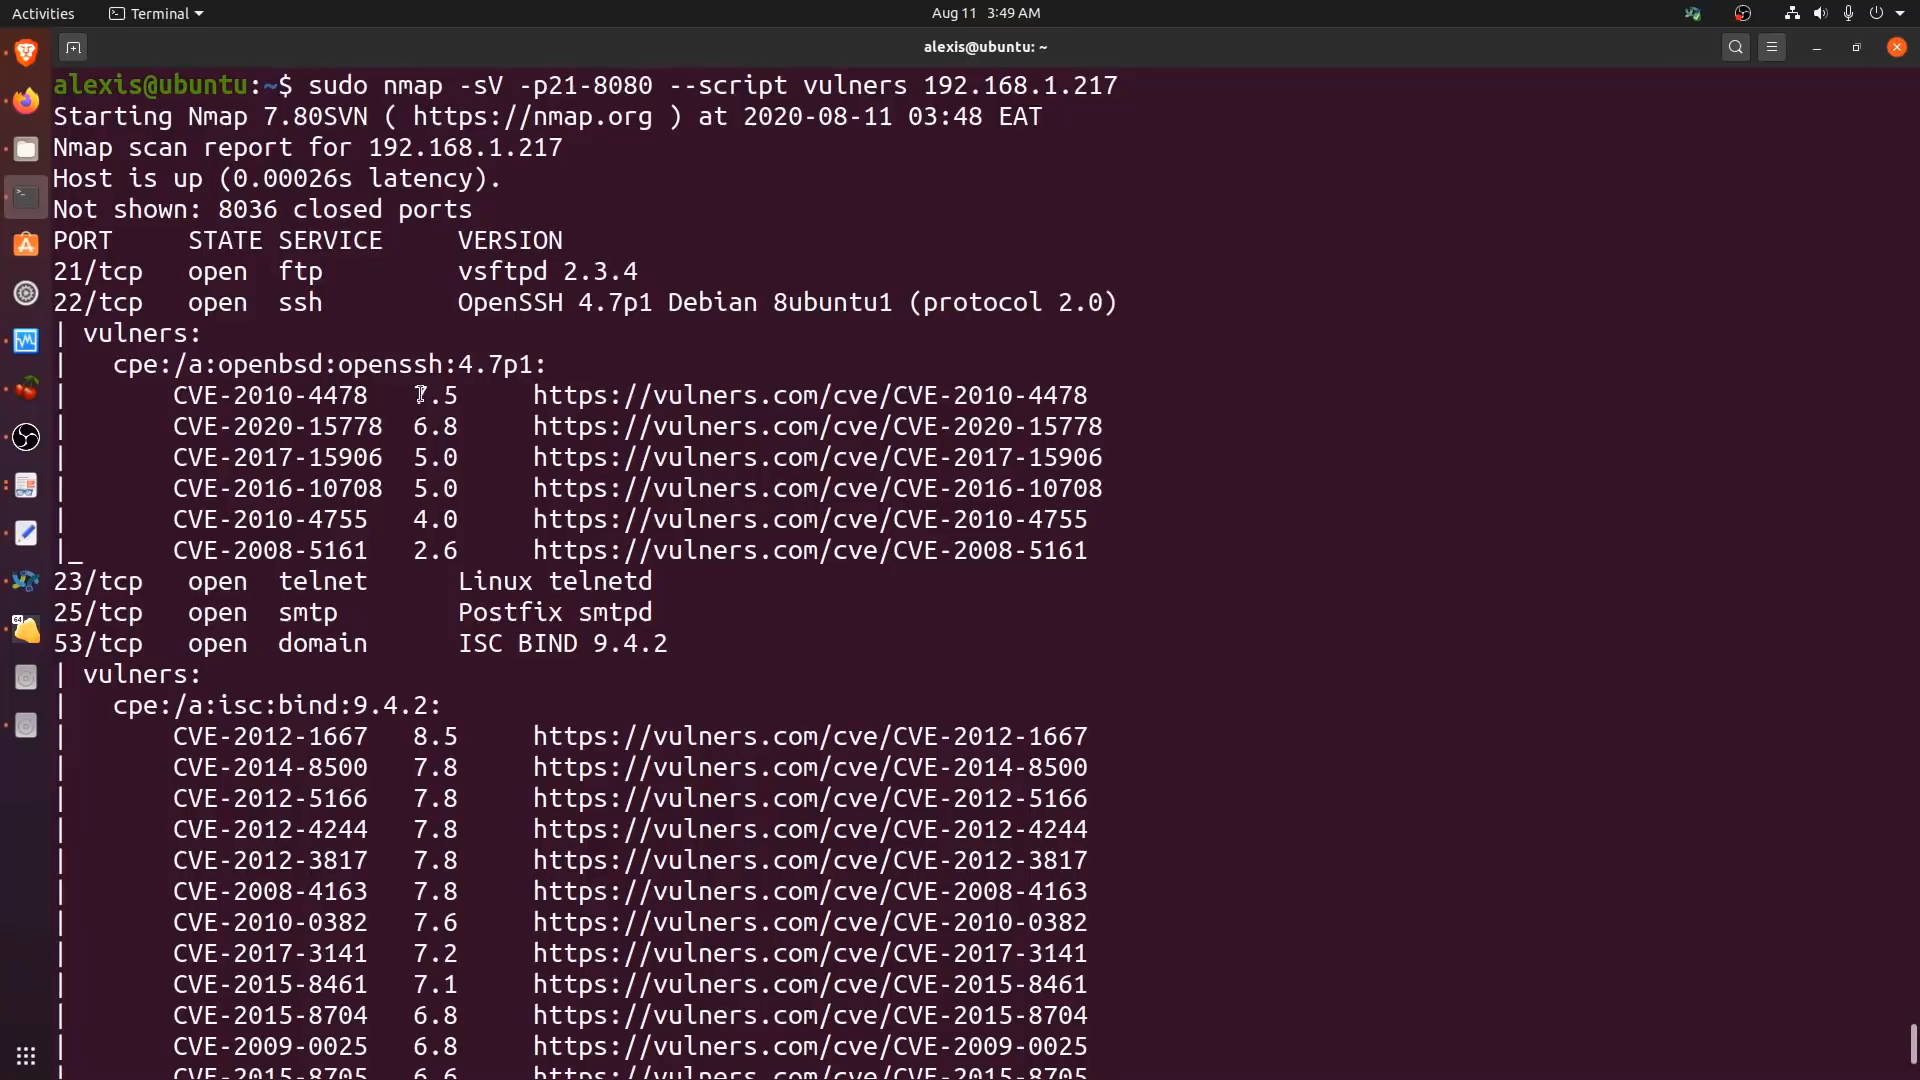 Activities Terminal Aug 11 3:49 AM
alexis@ubuntu: ~
alexis@ubuntu:~$ sudo nmap -sV -p21-8080 --script vulners 192.168.1.217
Starting Nmap 7.80SVN ( https://nmap.org ) at 2020-08-11 03:48 EAT
Nmap scan report for 192.168.1.217
Host is up (0.00026s latency).
Not shown: 8036 closed ports
PORT     STATE SERVICE     VERSION
21/tcp   open  ftp         vsftpd 2.3.4
22/tcp   open  ssh         OpenSSH 4.7p1 Debian 8ubuntu1 (protocol 2.0)
| vulners:
|   cpe:/a:openbsd:openssh:4.7p1:
|       CVE-2010-4478   7.5     https://vulners.com/cve/CVE-2010-4478
|       CVE-2020-15778  6.8     https://vulners.com/cve/CVE-2020-15778
|       CVE-2017-15906  5.0     https://vulners.com/cve/CVE-2017-15906
|       CVE-2016-10708  5.0     https://vulners.com/cve/CVE-2016-10708
|       CVE-2010-4755   4.0     https://vulners.com/cve/CVE-2010-4755
|_      CVE-2008-5161   2.6     https://vulners.com/cve/CVE-2008-5161
23/tcp   open  telnet      Linux telnetd
25/tcp   open  smtp        Postfix smtpd
53/tcp   open  domain      ISC BIND 9.4.2
| vulners:
|   cpe:/a:isc:bind:9.4.2:
|       CVE-2012-1667   8.5     https://vulners.com/cve/CVE-2012-1667
|       CVE-2014-8500   7.8     https://vulners.com/cve/CVE-2014-8500
|       CVE-2012-5166   7.8     https://vulners.com/cve/CVE-2012-5166
|       CVE-2012-4244   7.8     https://vulners.com/cve/CVE-2012-4244
|       CVE-2012-3817   7.8     https://vulners.com/cve/CVE-2012-3817
|       CVE-2008-4163   7.8     https://vulners.com/cve/CVE-2008-4163
|       CVE-2010-0382   7.6     https://vulners.com/cve/CVE-2010-0382
|       CVE-2017-3141   7.2     https://vulners.com/cve/CVE-2017-3141
|       CVE-2015-8461   7.1     https://vulners.com/cve/CVE-2015-8461
|       CVE-2015-8704   6.8     https://vulners.com/cve/CVE-2015-8704
|       CVE-2009-0025   6.8     https://vulners.com/cve/CVE-2009-0025
|       CVE-2015-8705   6.6     https://vulners.com/cve/CVE-2015-8705
64